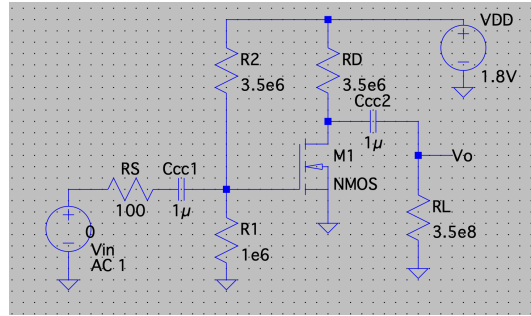 VDD
R2
3.5e6
RD
3.5e6
1.8V
Ccc2
1µ
M1
NMOS
Vo
RS
100
Ccc1
1µ
RL
3.5e8
R1
1e6
0
Vin
AC 1